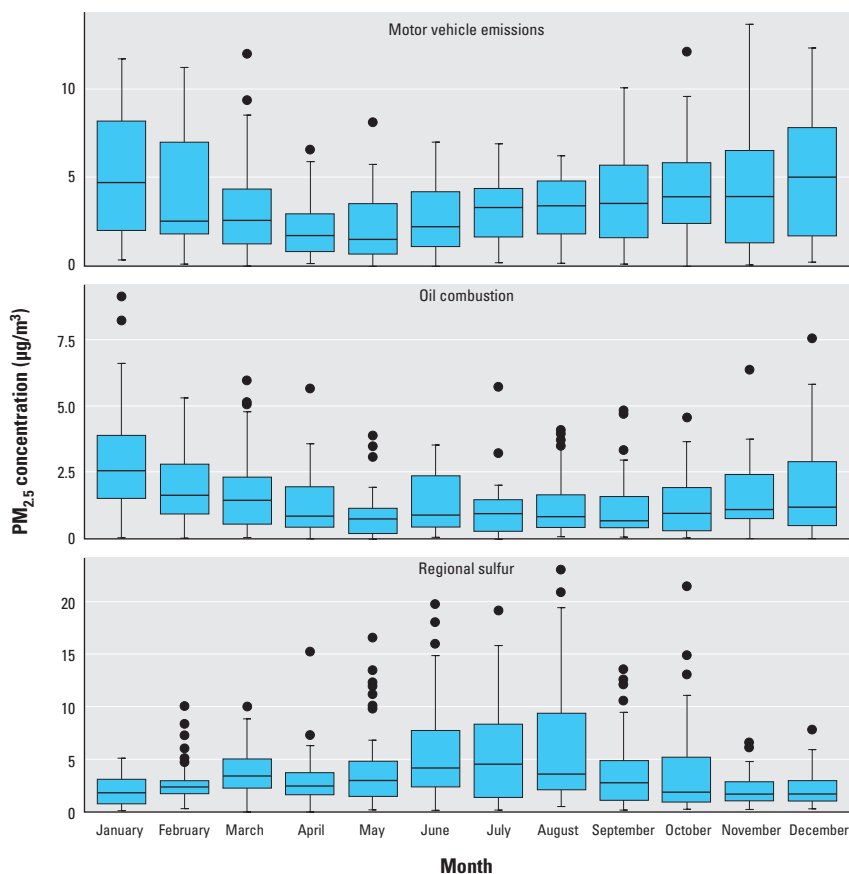 Motor vehicle emissions
10
5
0
Oil combustion
7.5
5.0
2.5
0
Regional sulfur
20
15
10
5
0
PM2.5 concentration (µg/m³)
January February March April May June July August September October November December
Month